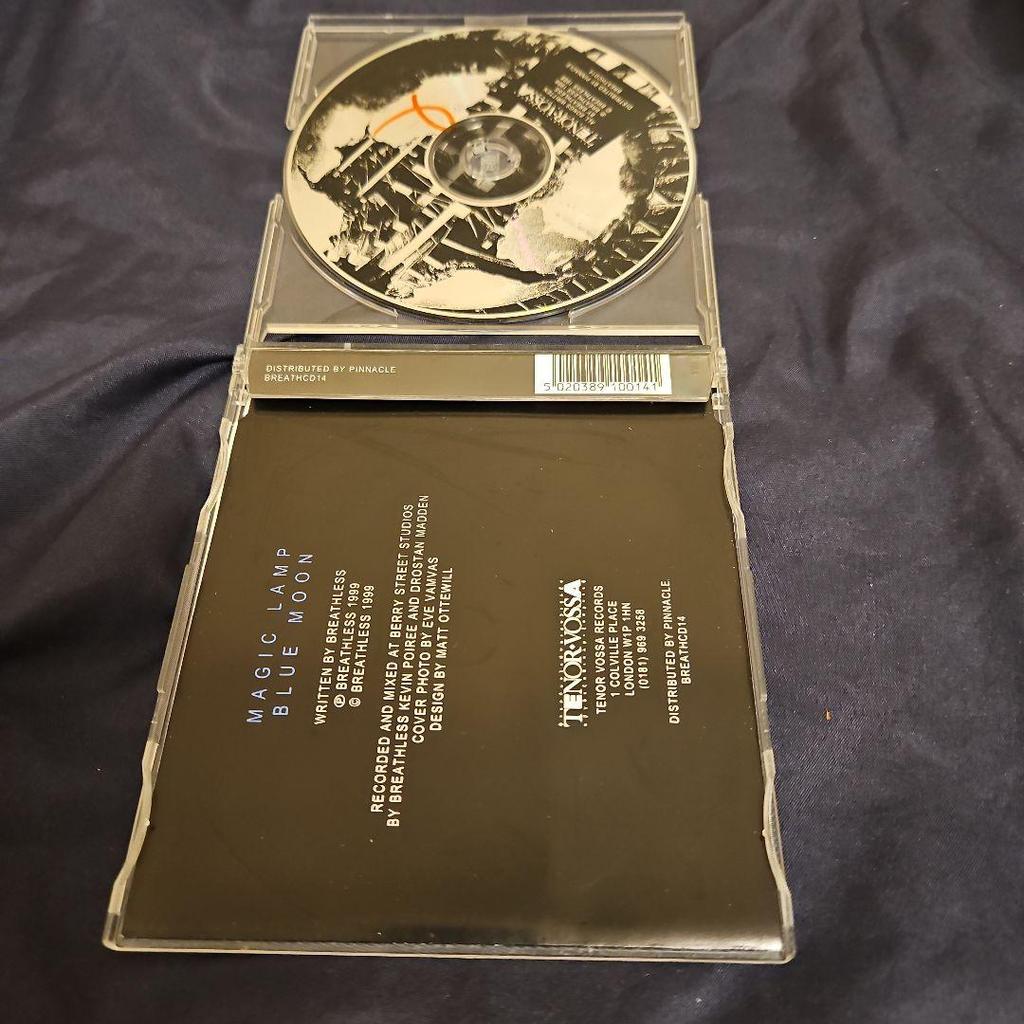 DISTRIBUTED BY PINNACLE
BREATHCD14
5 020389 100141
MAGIC LAMP
BLUE MOON
WRITTEN BY BREATHLESS
℗ BREATHLESS 1999
© BREATHLESS 1999
RECORDED AND MIXED AT BERRY STREET STUDIOS
BY BREATHLESS KEVIN POIREE AND DROSTAN MADDEN
COVER PHOTO BY EVE VAMVAS
DESIGN BY MATT OTTEWILL
TENOR·VOSSA
TENOR VOSSA RECORDS
1 COLVILLE PLACE
LONDON W1P 1HN
(0181) 969 3258
DISTRIBUTED BY PINNACLE
BREATHCD14